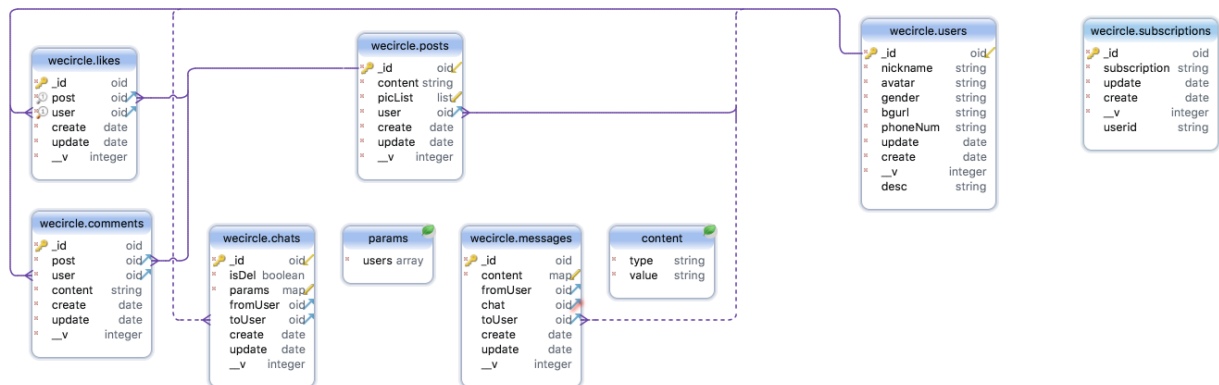 wecircle.likes
_id oid
post oid
user oid
create date
update date
__v integer
wecircle.posts
_id oid
content string
picList list
user oid
create date
update date
__v integer
wecircle.users
_id oid
nickname string
avatar string
gender string
bgurl string
phoneNum string
update date
create date
__v integer
desc string
wecircle.subscriptions
_id oid
subscription string
update date
create date
__v integer
userid string
wecircle.comments
_id oid
post oid
user oid
content string
create date
update date
__v integer
wecircle.chats
_id oid
isDel boolean
params map
fromUser oid
toUser oid
create date
update date
__v integer
params
users array
wecircle.messages
_id oid
content map
fromUser oid
chat oid
toUser oid
create date
update date
__v integer
content
type string
value string